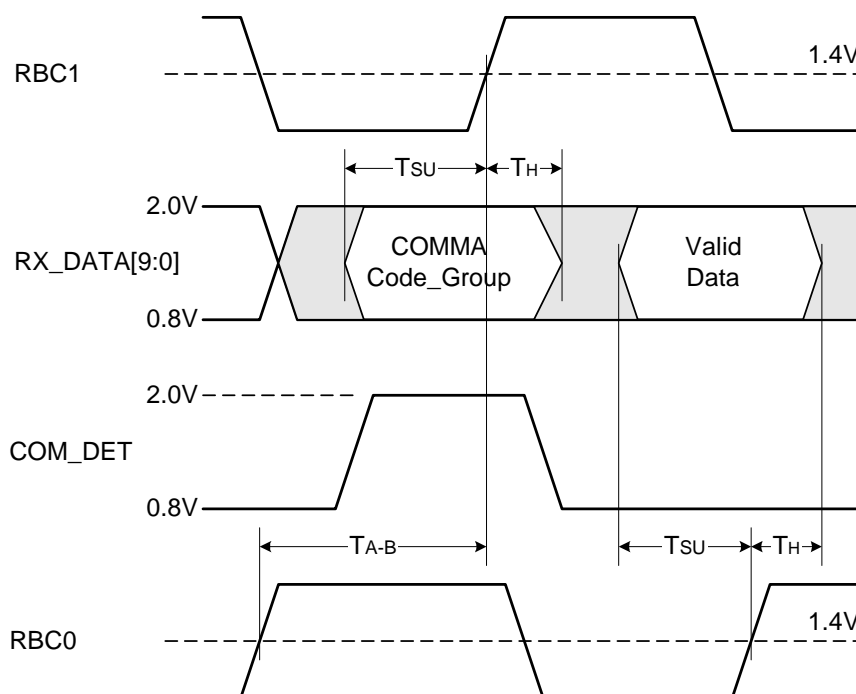 1.4V
RBC1
TSU
TH
2.0V
RX_DATA[9:0]
COMMA
Code_Group
Valid
Data
0.8V
2.0V
COM_DET
0.8V
TA-B
TSU
TH
1.4V
RBC0